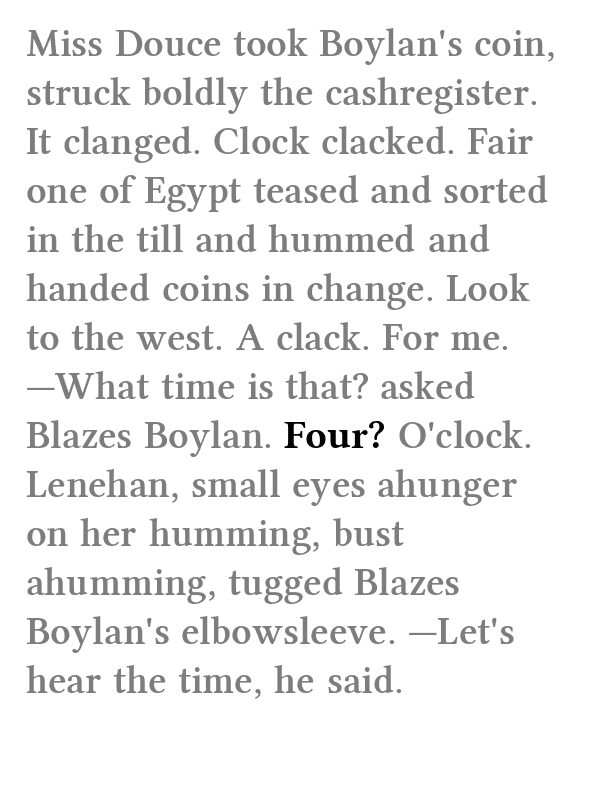 Miss Douce took Boylan's coin,
struck boldly the cashregister.
It clanged. Clock clacked. Fair
one of Egypt teased and sorted
in the till and hummed and
handed coins in change. Look
to the west. A clack. For me.
—What time is that? asked
Blazes Boylan. Four? O'clock.
Lenehan, small eyes ahunger
on her humming, bust
ahumming, tugged Blazes
Boylan's elbowsleeve. —Let's
hear the time, he said.